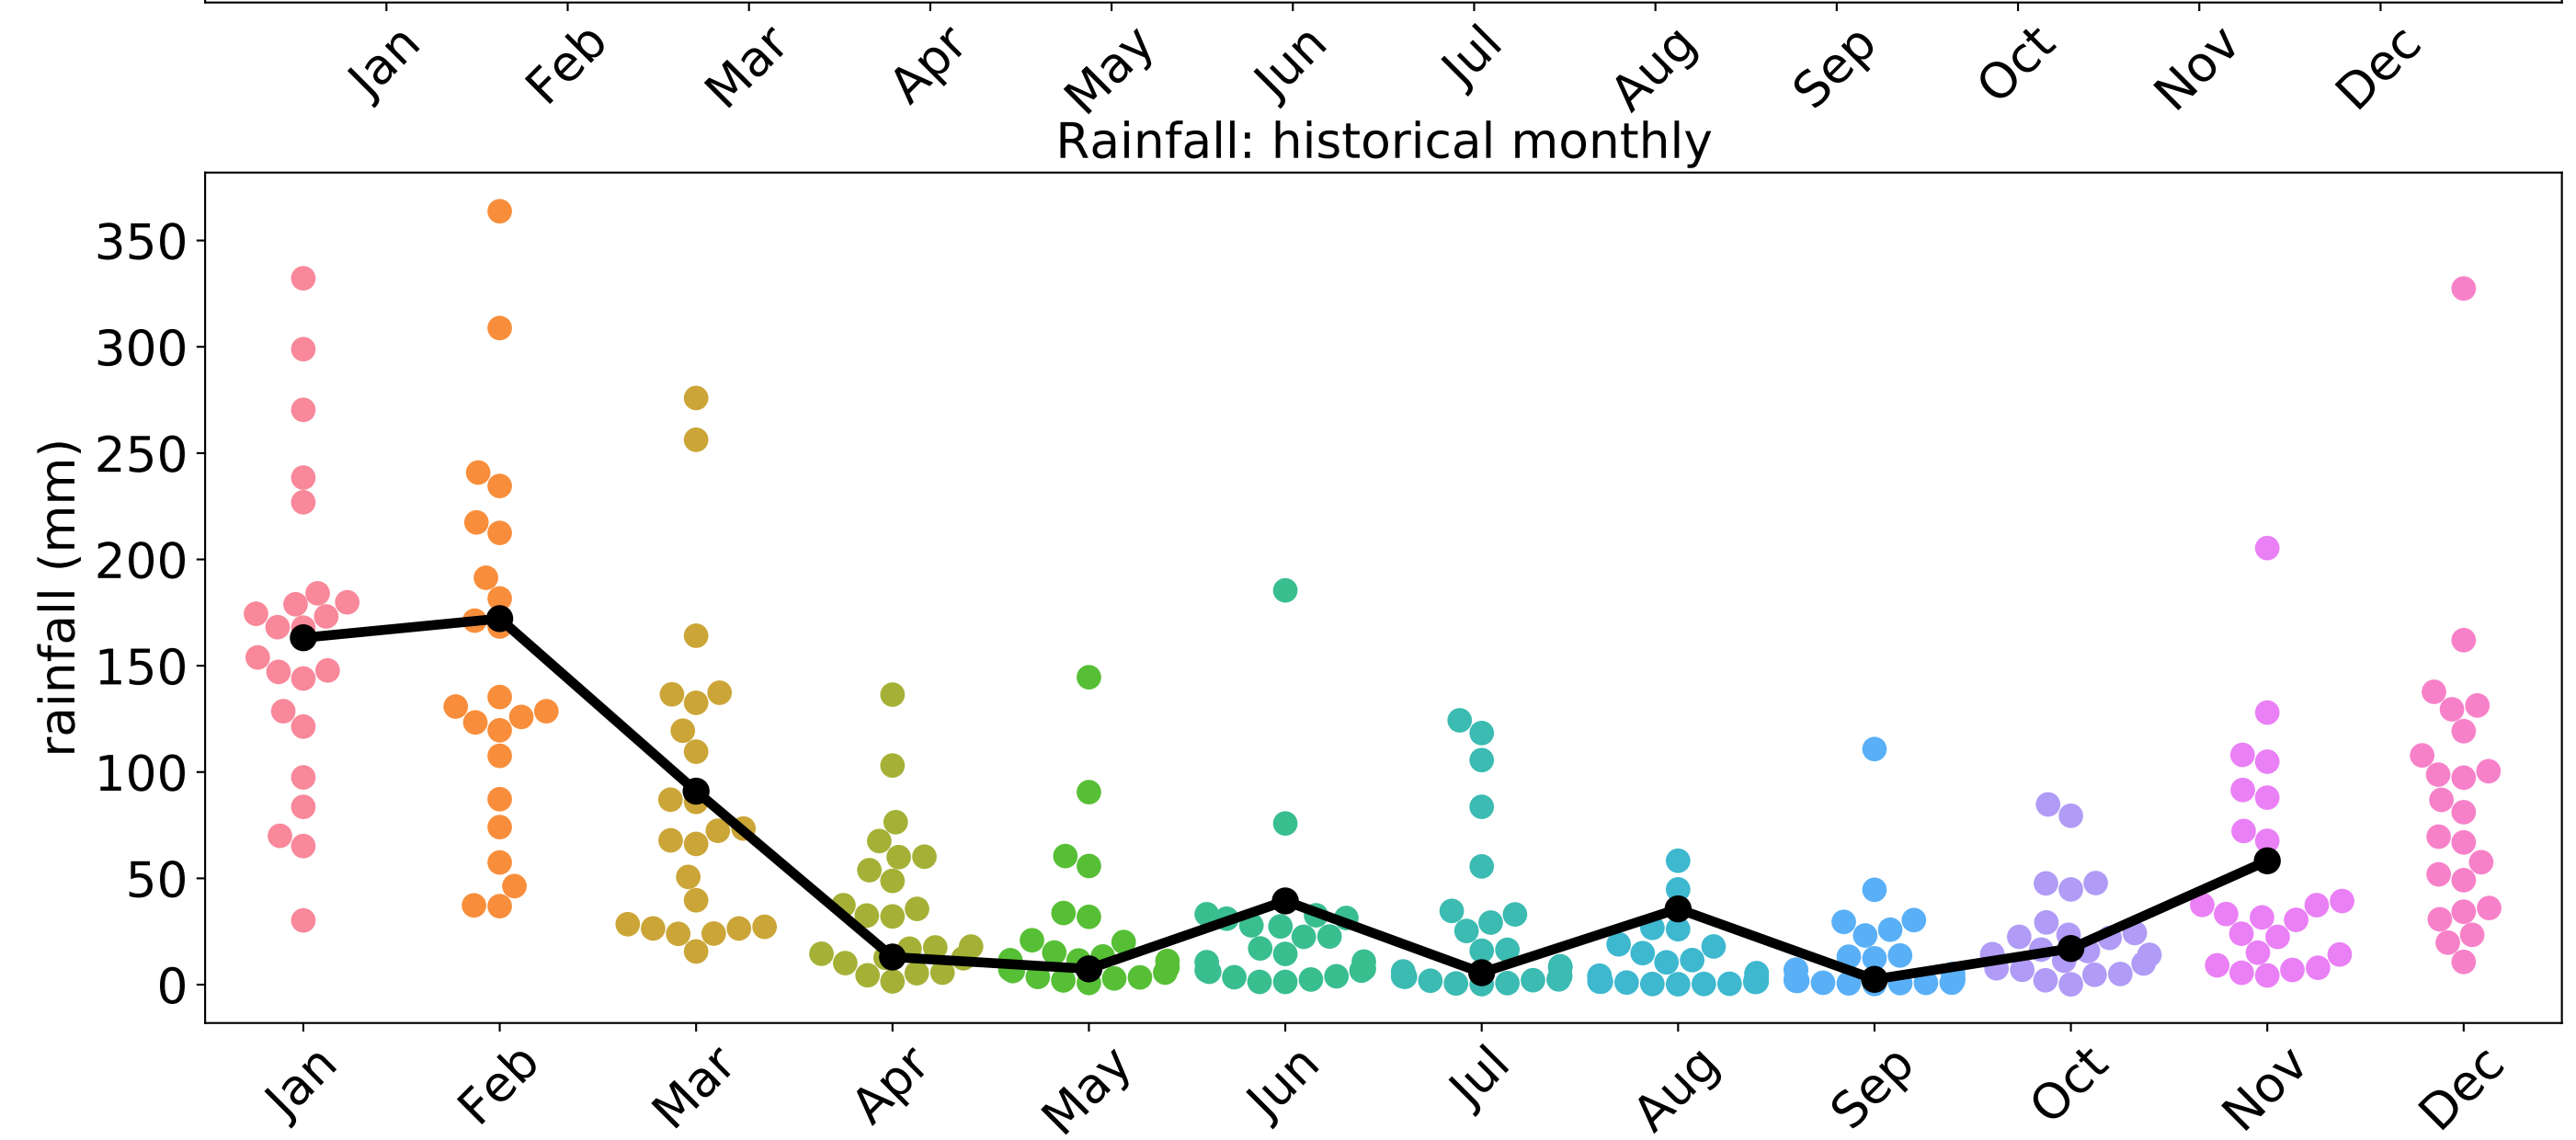 Jan Feb Mar Apr May Jun Jul Aug Sep Oct Nov Dec
Rainfall: historical monthly
rainfall (mm)
350
300
250
200
150
100
50
0
Jan Feb Mar Apr May Jun Jul Aug Sep Oct Nov Dec